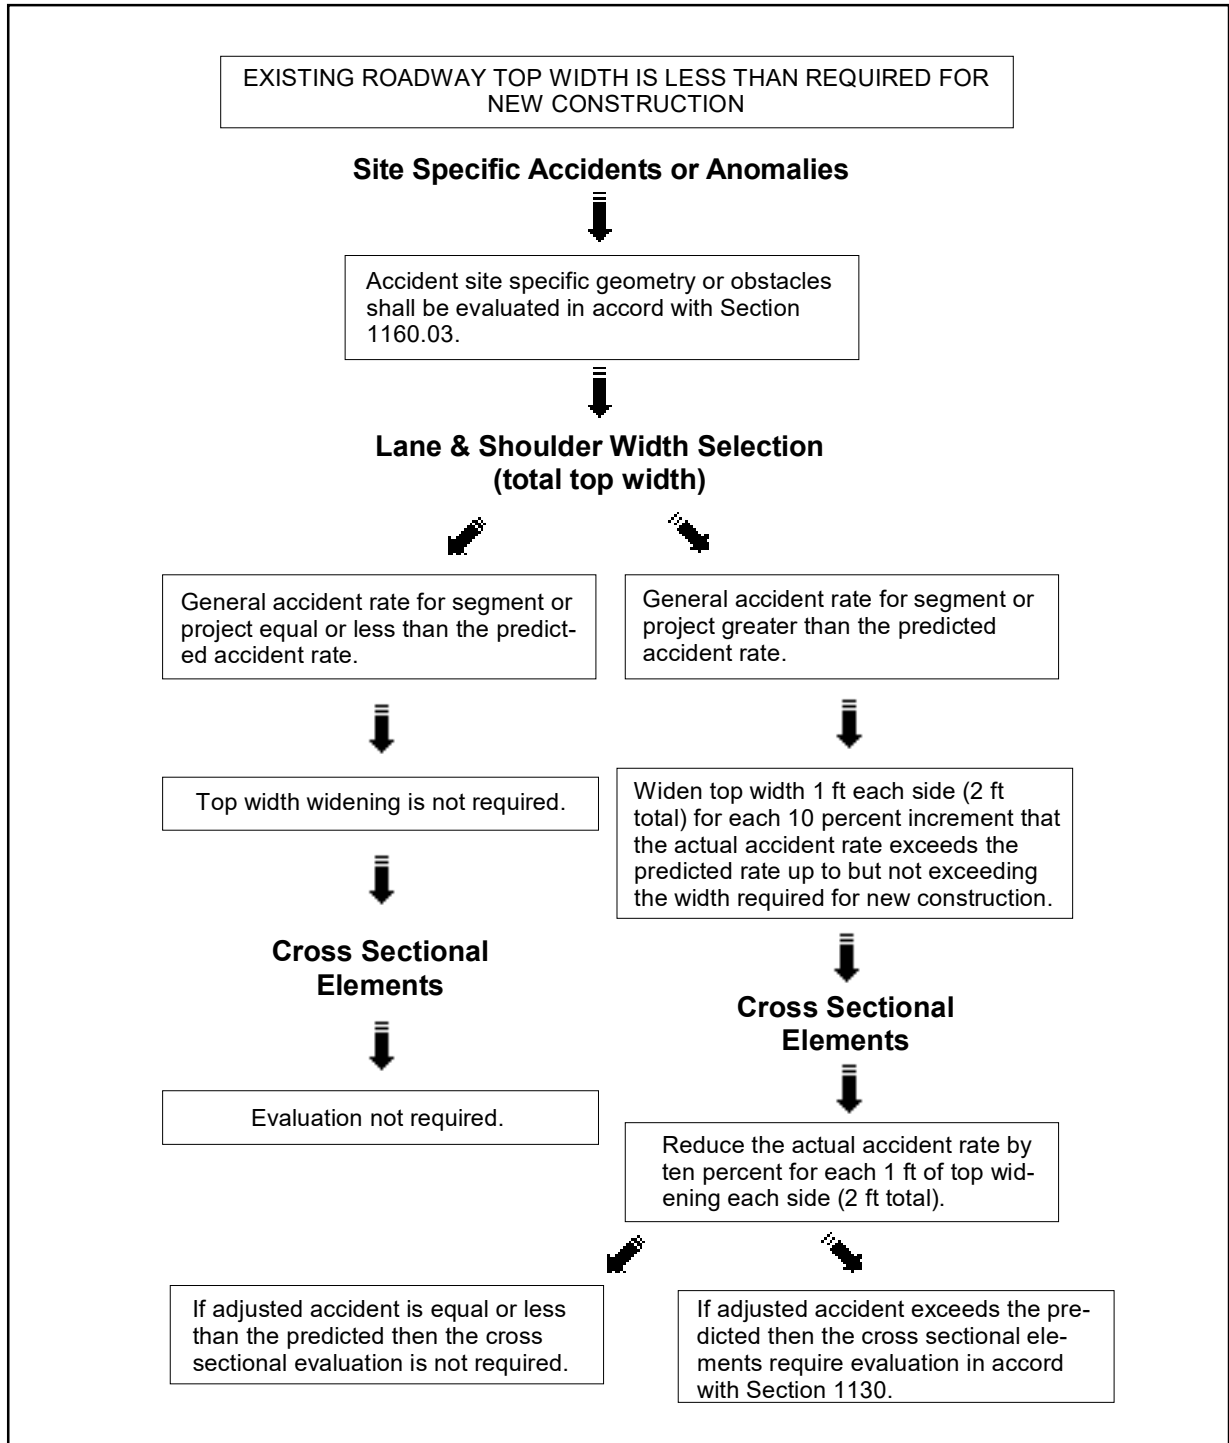 EXISTING ROADWAY TOP WIDTH IS LESS THAN REQUIRED FOR
NEW CONSTRUCTION
Site Specific Accidents or Anomalies
Accident site specific geometry or obstacles
shall be evaluated in accord with Section
1160.03.
Lane & Shoulder Width Selection
(total top width)
General accident rate for segment or
project equal or less than the predict-
ed accident rate.
General accident rate for segment or
project greater than the predicted
accident rate.
Top width widening is not required.
Widen top width 1 ft each side (2 ft
total) for each 10 percent increment that
the actual accident rate exceeds the
predicted rate up to but not exceeding
the width required for new construction.
Cross Sectional
Elements
Cross Sectional
Elements
Evaluation not required.
Reduce the actual accident rate by
ten percent for each 1 ft of top wid-
ening each side (2 ft total).
If adjusted accident is equal or less
than the predicted then the cross
sectional evaluation is not required.
If adjusted accident exceeds the pre-
dicted then the cross sectional ele-
ments require evaluation in accord
with Section 1130.